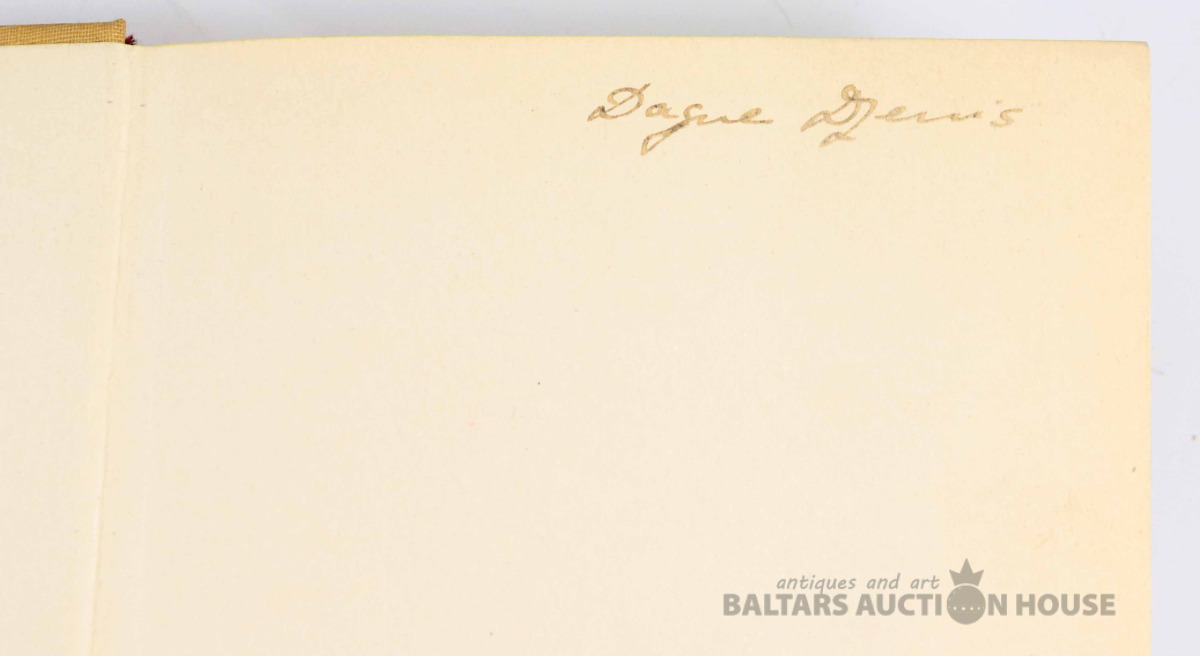 Dagne Dzenis
antiques and art
BALTARS AUCTION HOUSE